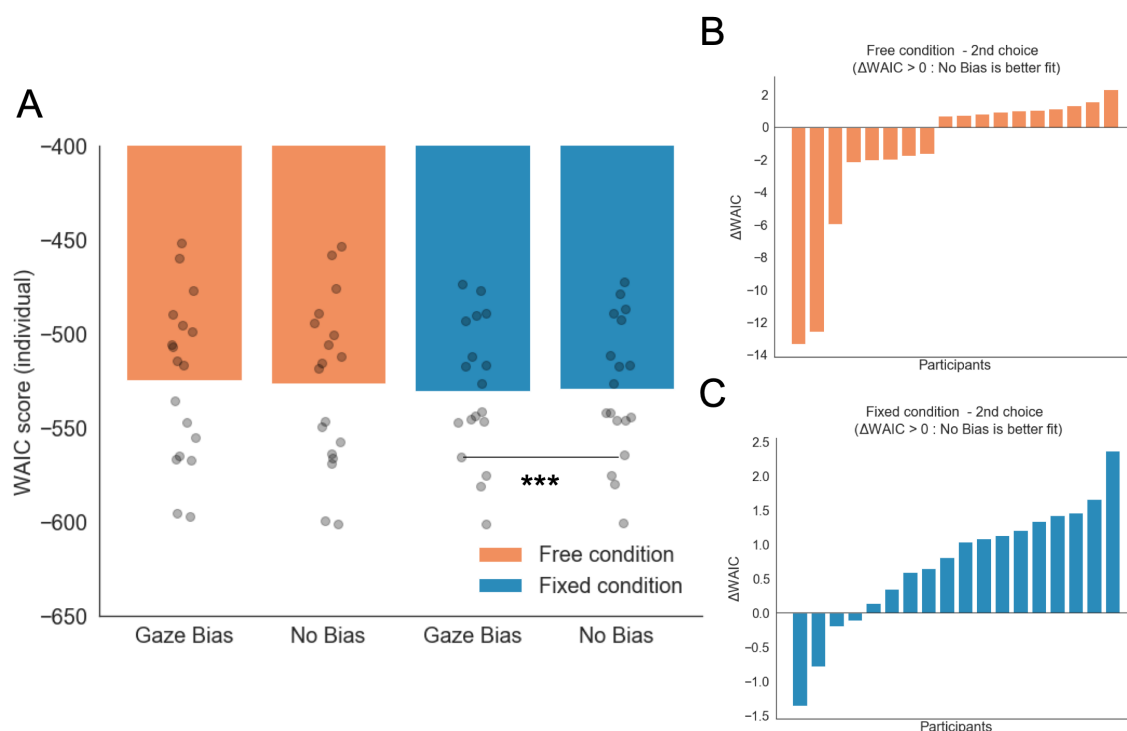 A
WAIC score (individual)
−400
−450
−500
−550
−600
−650
***
Free condition
Fixed condition
Gaze Bias
No Bias
Gaze Bias
No Bias
B
Free condition - 2nd choice
(ΔWAIC > 0 : No Bias is better fit)
ΔWAIC
2
0
−2
−4
−6
−8
−10
−12
−14
Participants
C
Fixed condition - 2nd choice
(ΔWAIC > 0 : No Bias is better fit)
ΔWAIC
2.5
2.0
1.5
1.0
0.5
0.0
−0.5
−1.0
−1.5
Participants